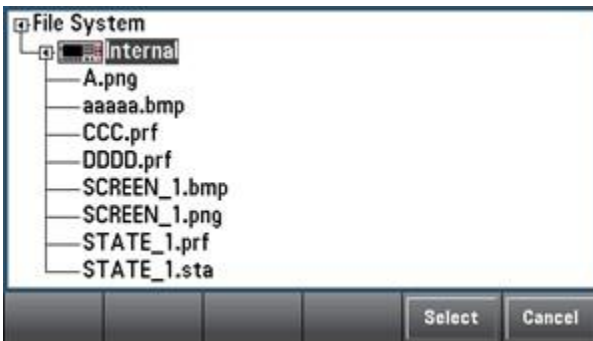 File System
Internal
A.png
aaaaa.bmp
CCC.prf
DDDD.prf
SCREEN_1.bmp
SCREEN_1.png
STATE_1.prf
STATE_1.sta
Select Cancel